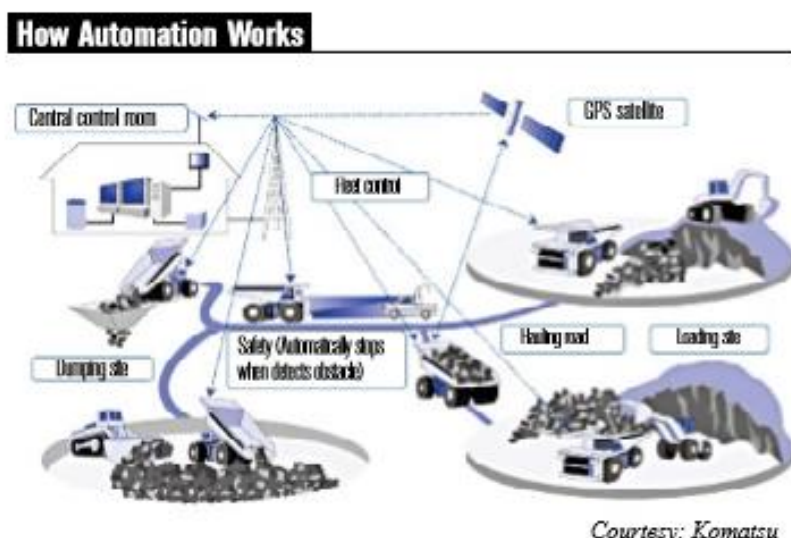 How Automation Works
Central control room
GPS satellite
Fleet control
Safety (Automatically stops
when detects obstacle)
Hauling road
Loading site
Dumping site
Courtesy: Komatsu